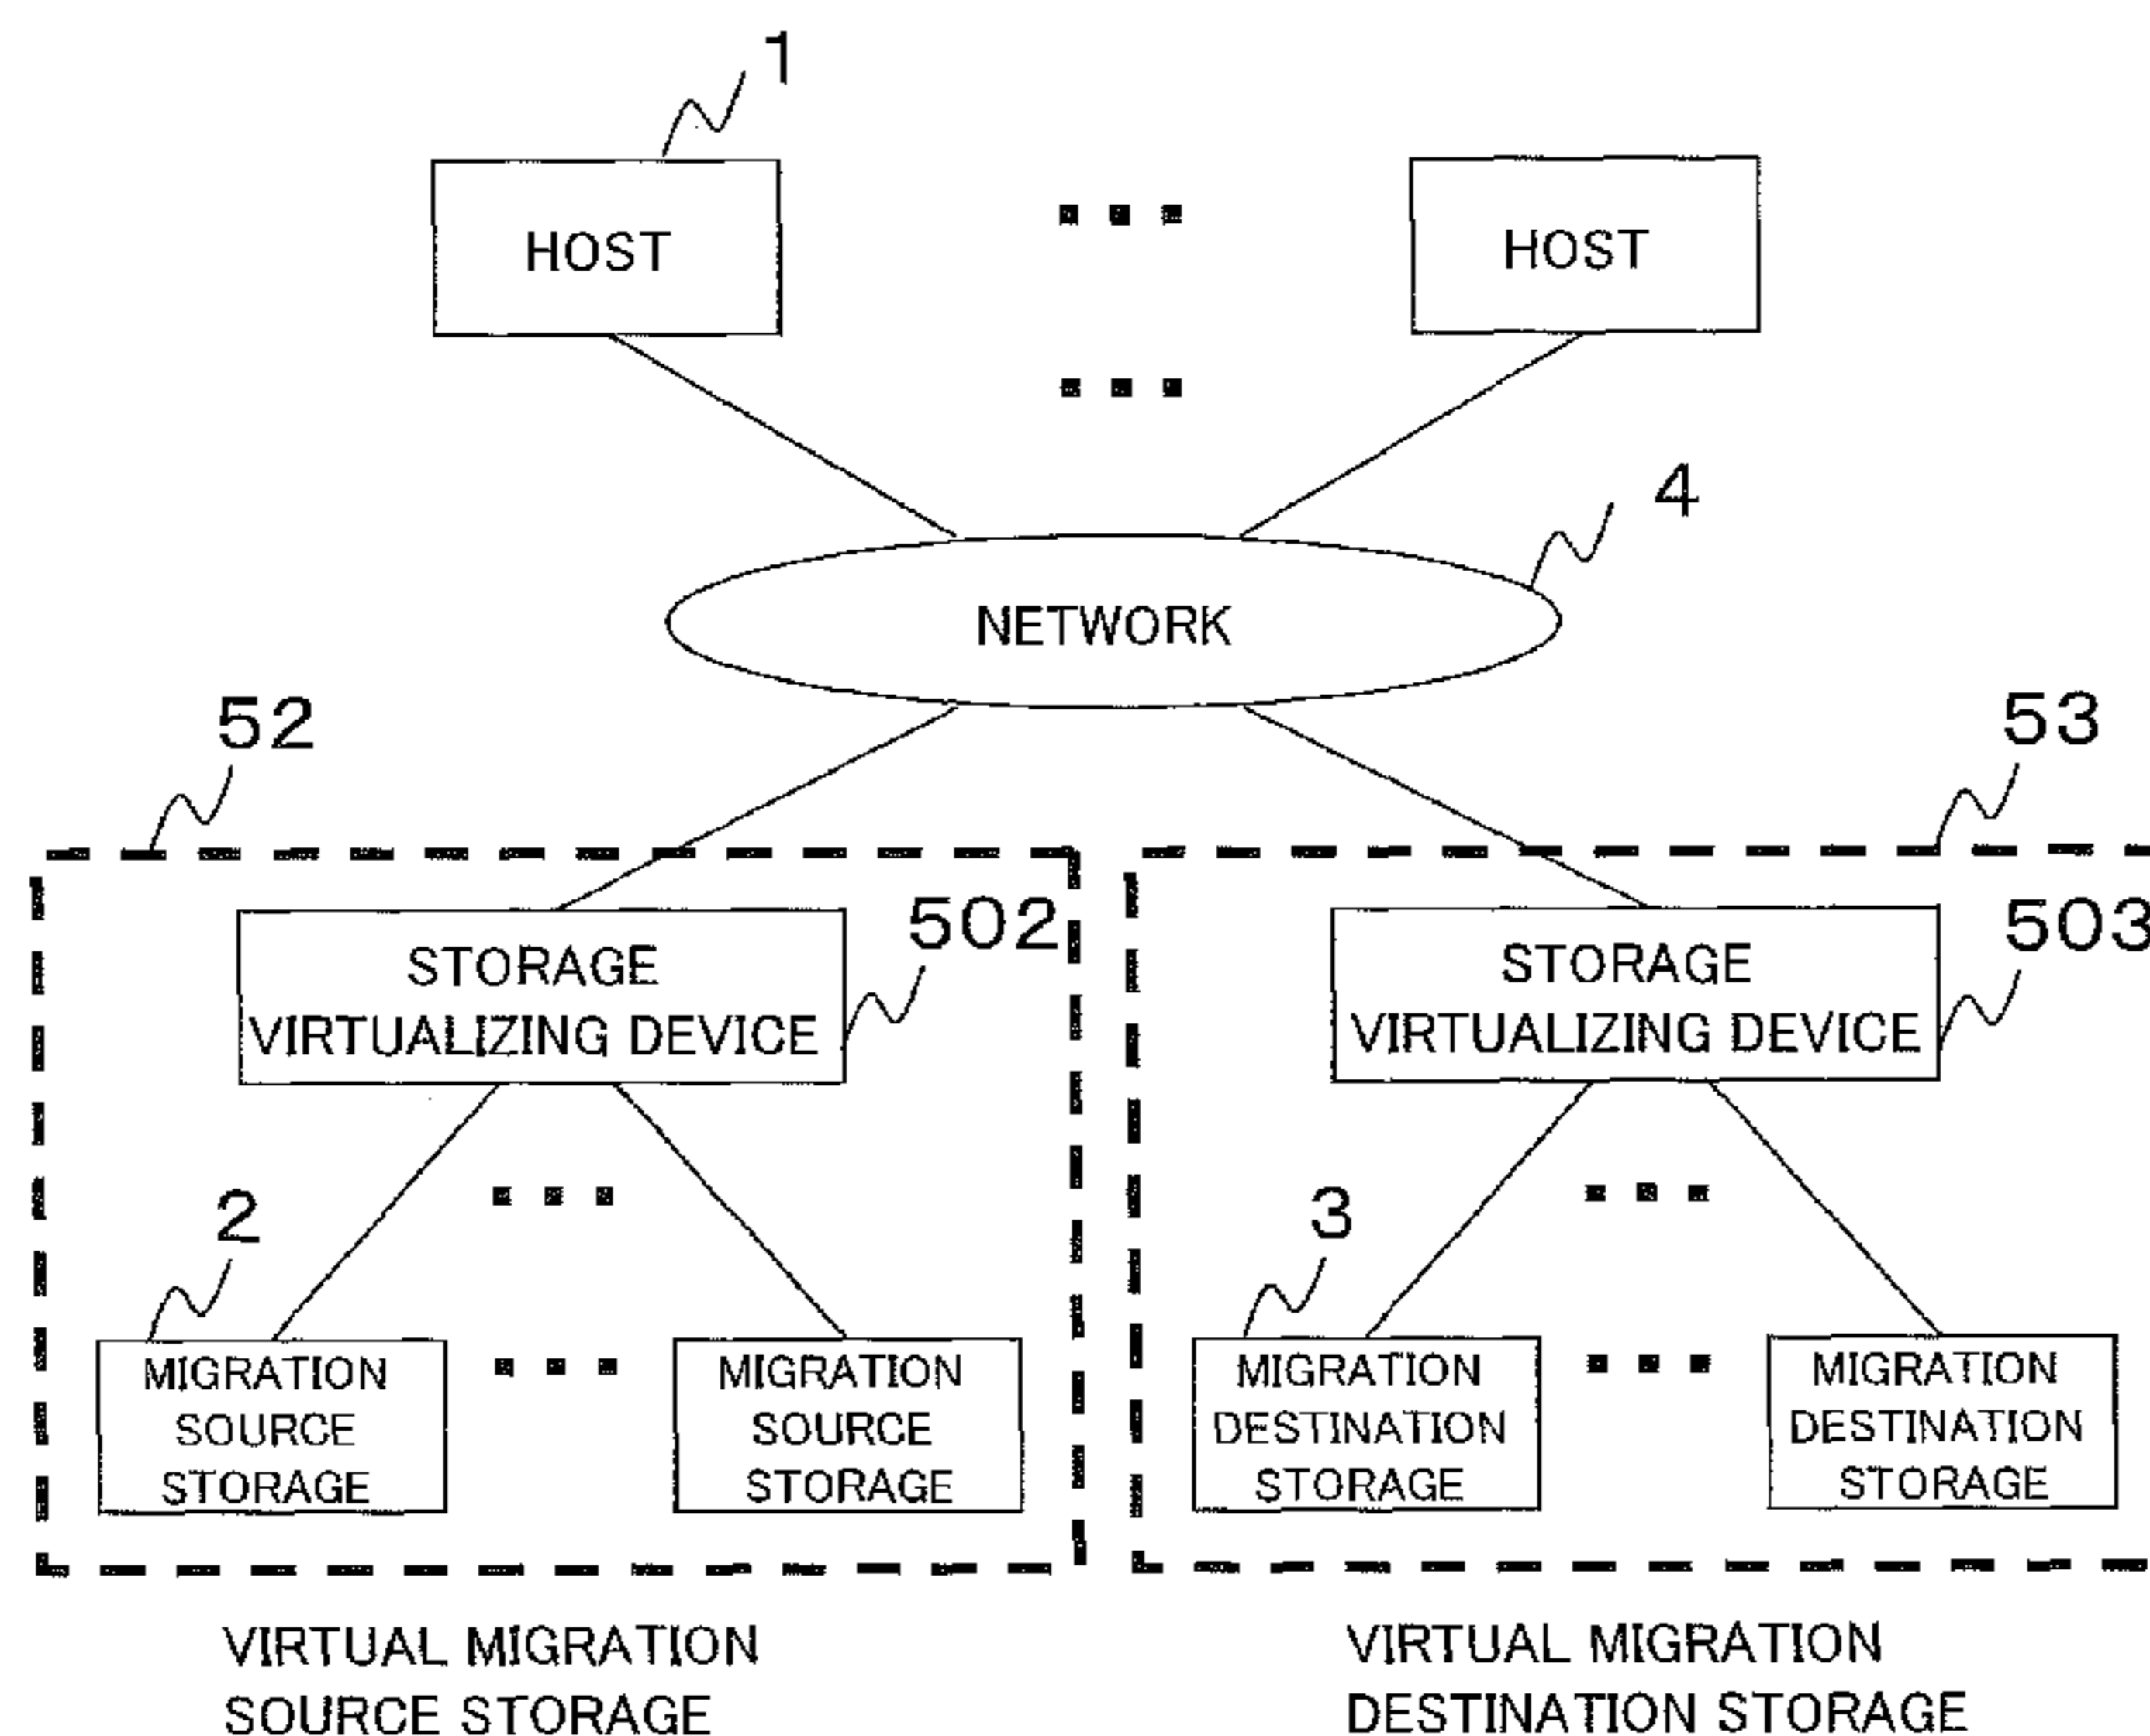 1
HOST
HOST
4
NETWORK
52
53
502
503
STORAGE
VIRTUALIZING DEVICE
STORAGE
VIRTUALIZING DEVICE
2
3
MIGRATION
SOURCE
STORAGE
MIGRATION
SOURCE
STORAGE
MIGRATION
DESTINATION
STORAGE
MIGRATION
DESTINATION
STORAGE
VIRTUAL MIGRATION
SOURCE STORAGE
VIRTUAL MIGRATION
DESTINATION STORAGE